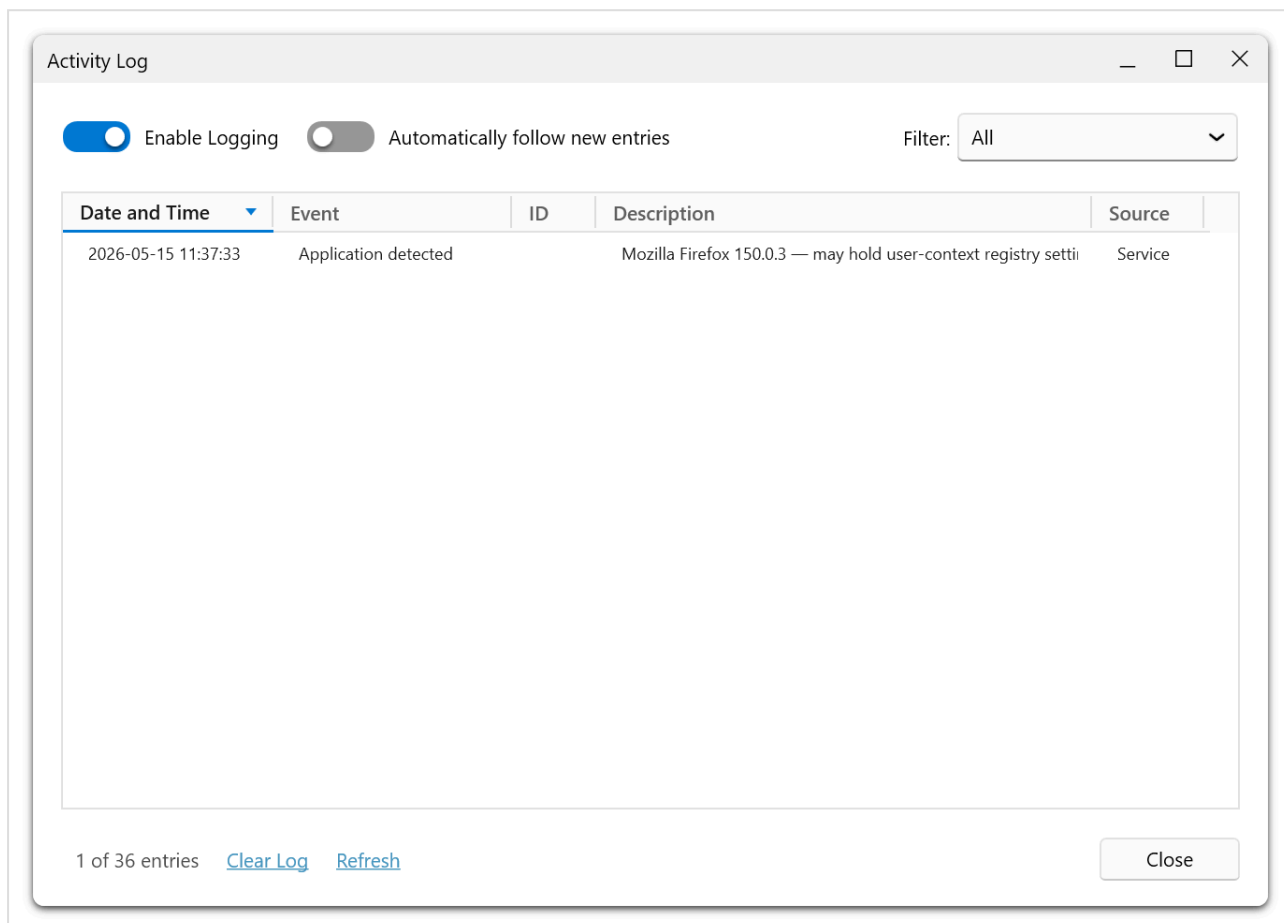 Activity Log
Enable Logging Automatically follow new entries Filter: All
Date and Time Event ID Description Source
2026-05-15 11:37:33 Application detected Mozilla Firefox 150.0.3 — may hold user-context registry setti Service
1 of 36 entries Clear Log Refresh Close